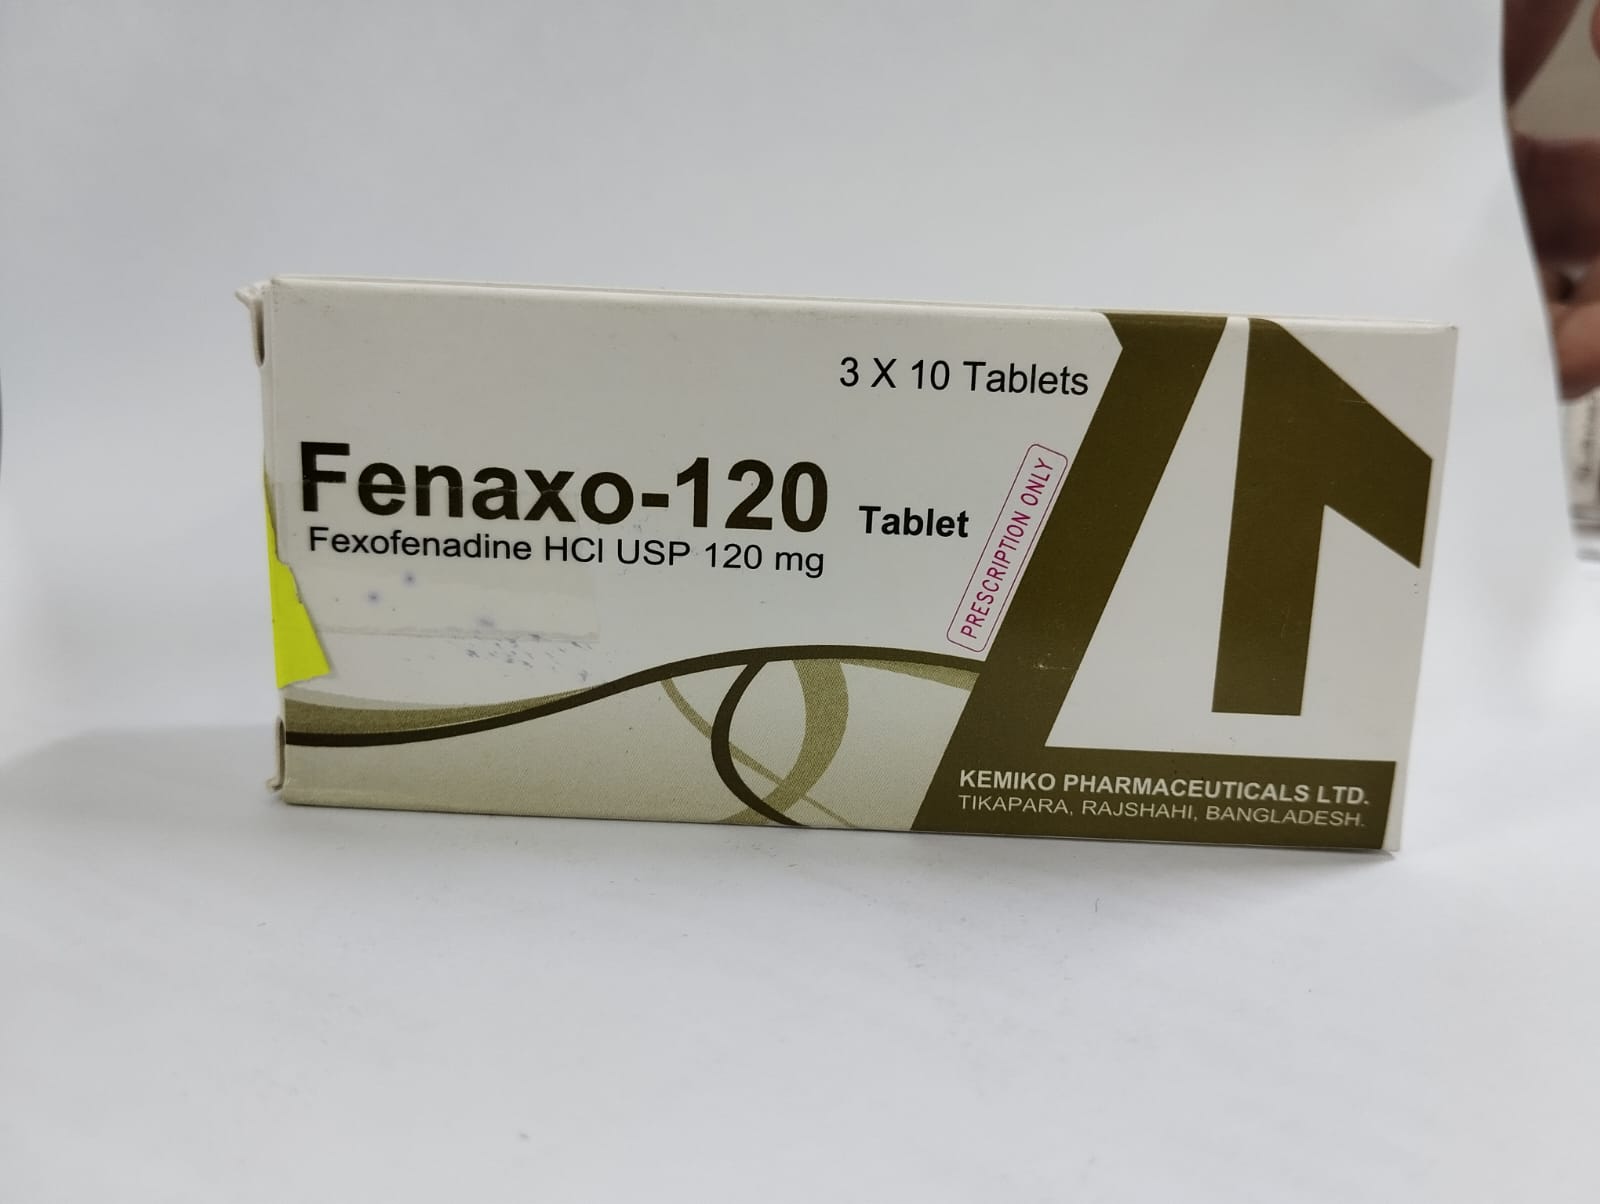 3 X 10 Tablets
Fenaxo-120 Tablet
Fexofenadine HCl USP 120 mg
PRESCRIPTION ONLY
KEMIKO PHARMACEUTICALS LTD.
TIKAPARA, RAJSHAHI, BANGLADESH.